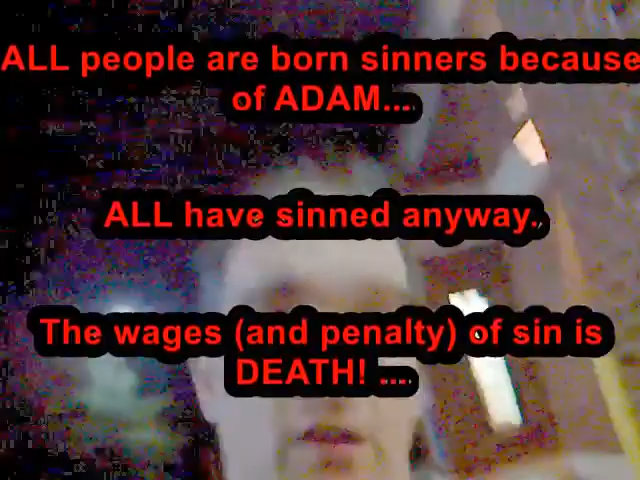 ALL people are born sinners because
of ADAM...
ALL have sinned anyway.
The wages (and penalty) of sin is
DEATH! ....